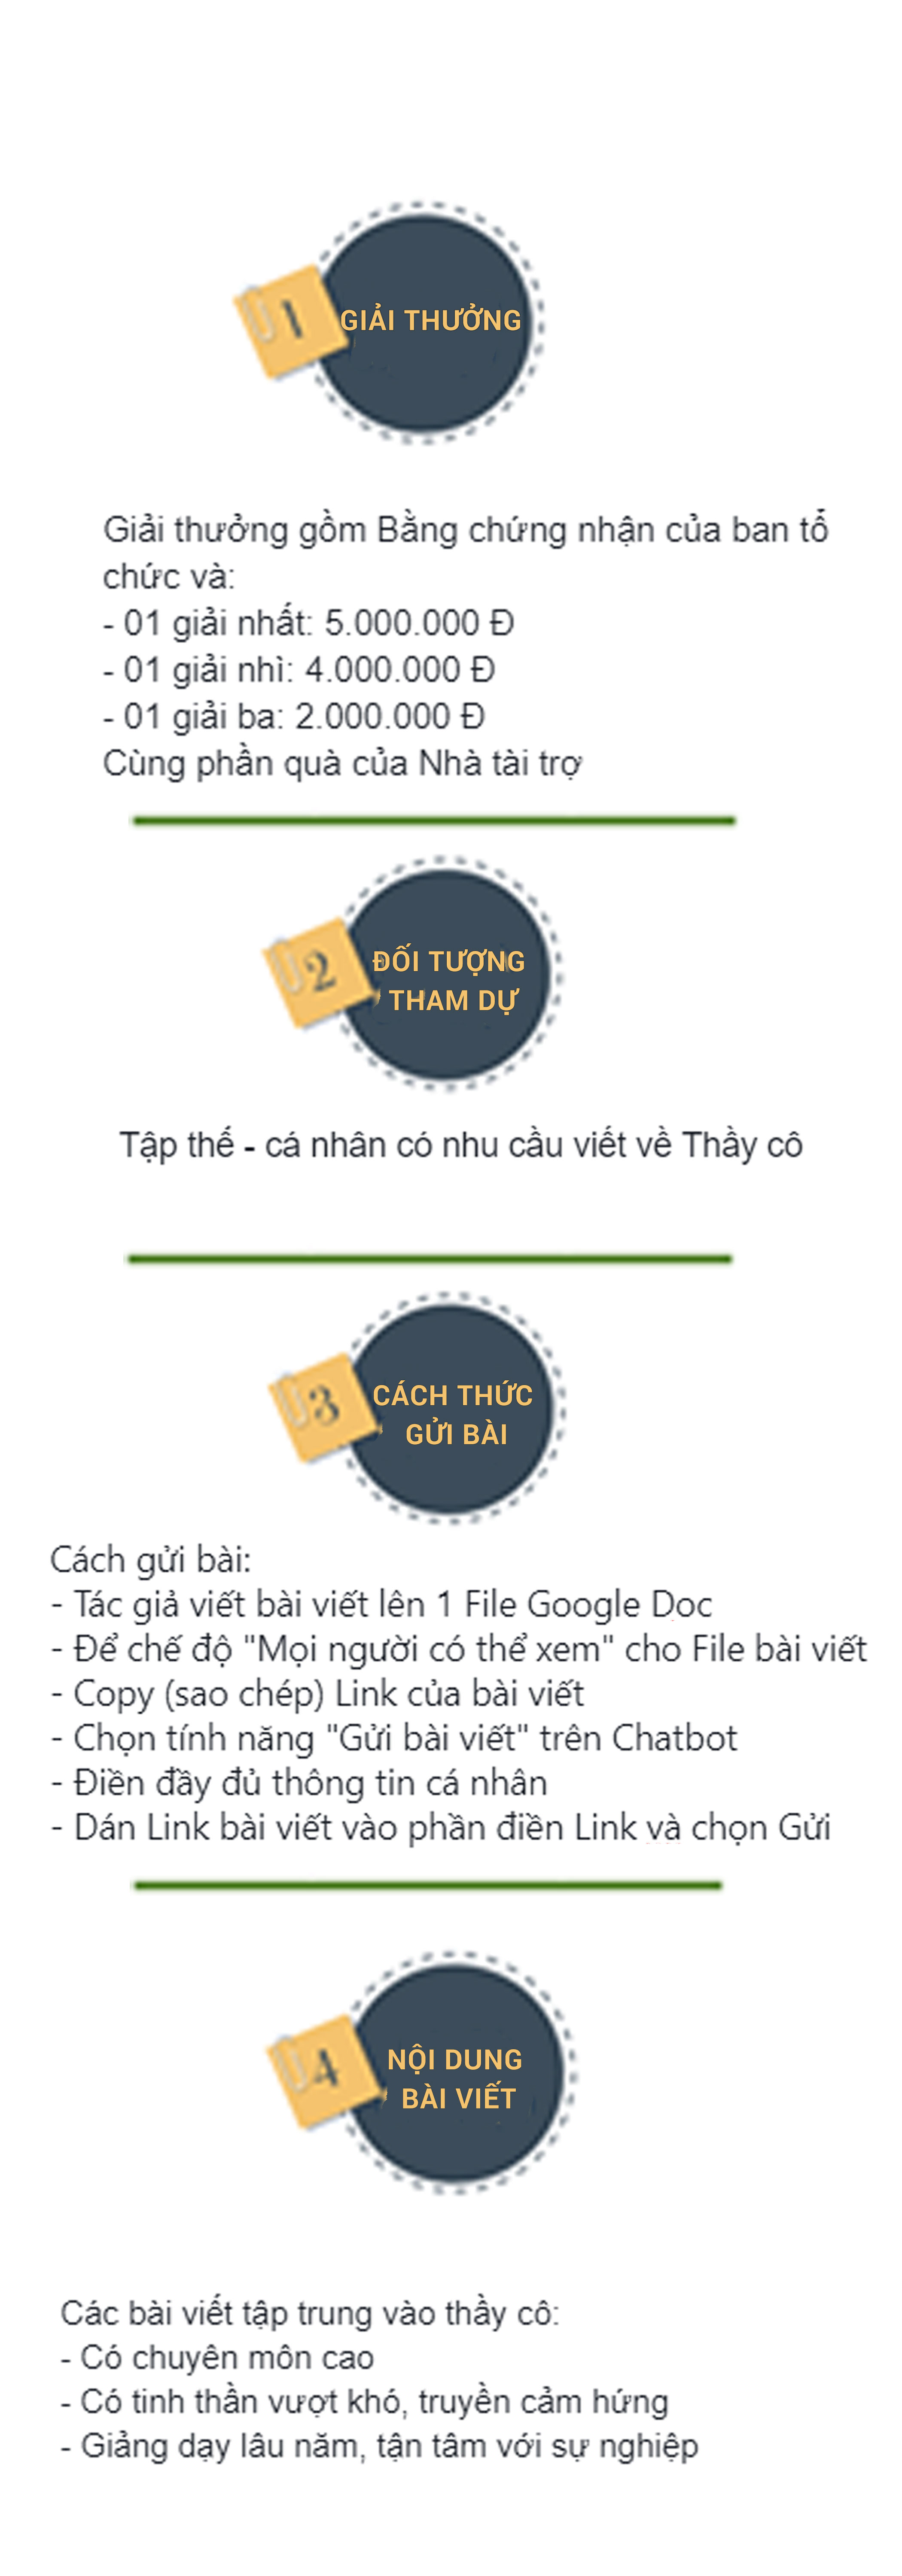 1
GIẢI THƯỞNG
Giải thưởng gồm Bằng chứng nhận của ban tổ
chức và:
- 01 giải nhất: 5.000.000 Đ
- 01 giải nhì: 4.000.000 Đ
- 01 giải ba: 2.000.000 Đ
Cùng phần quà của Nhà tài trợ
2
ĐỐI TƯỢNG
THAM DỰ
Tập thể - cá nhân có nhu cầu viết về Thầy cô
3
CÁCH THỨC
GỬI BÀI
Cách gửi bài:
- Tác giả viết bài viết lên 1 File Google Doc
- Để chế độ "Mọi người có thể xem" cho File bài viết
- Copy (sao chép) Link của bài viết
- Chọn tính năng "Gửi bài viết" trên Chatbot
- Điền đầy đủ thông tin cá nhân
- Dán Link bài viết vào phần điền Link và chọn Gửi
4
NỘI DUNG
BÀI VIẾT
Các bài viết tập trung vào thầy cô:
- Có chuyên môn cao
- Có tinh thần vượt khó, truyền cảm hứng
- Giảng dạy lâu năm, tận tâm với sự nghiệp